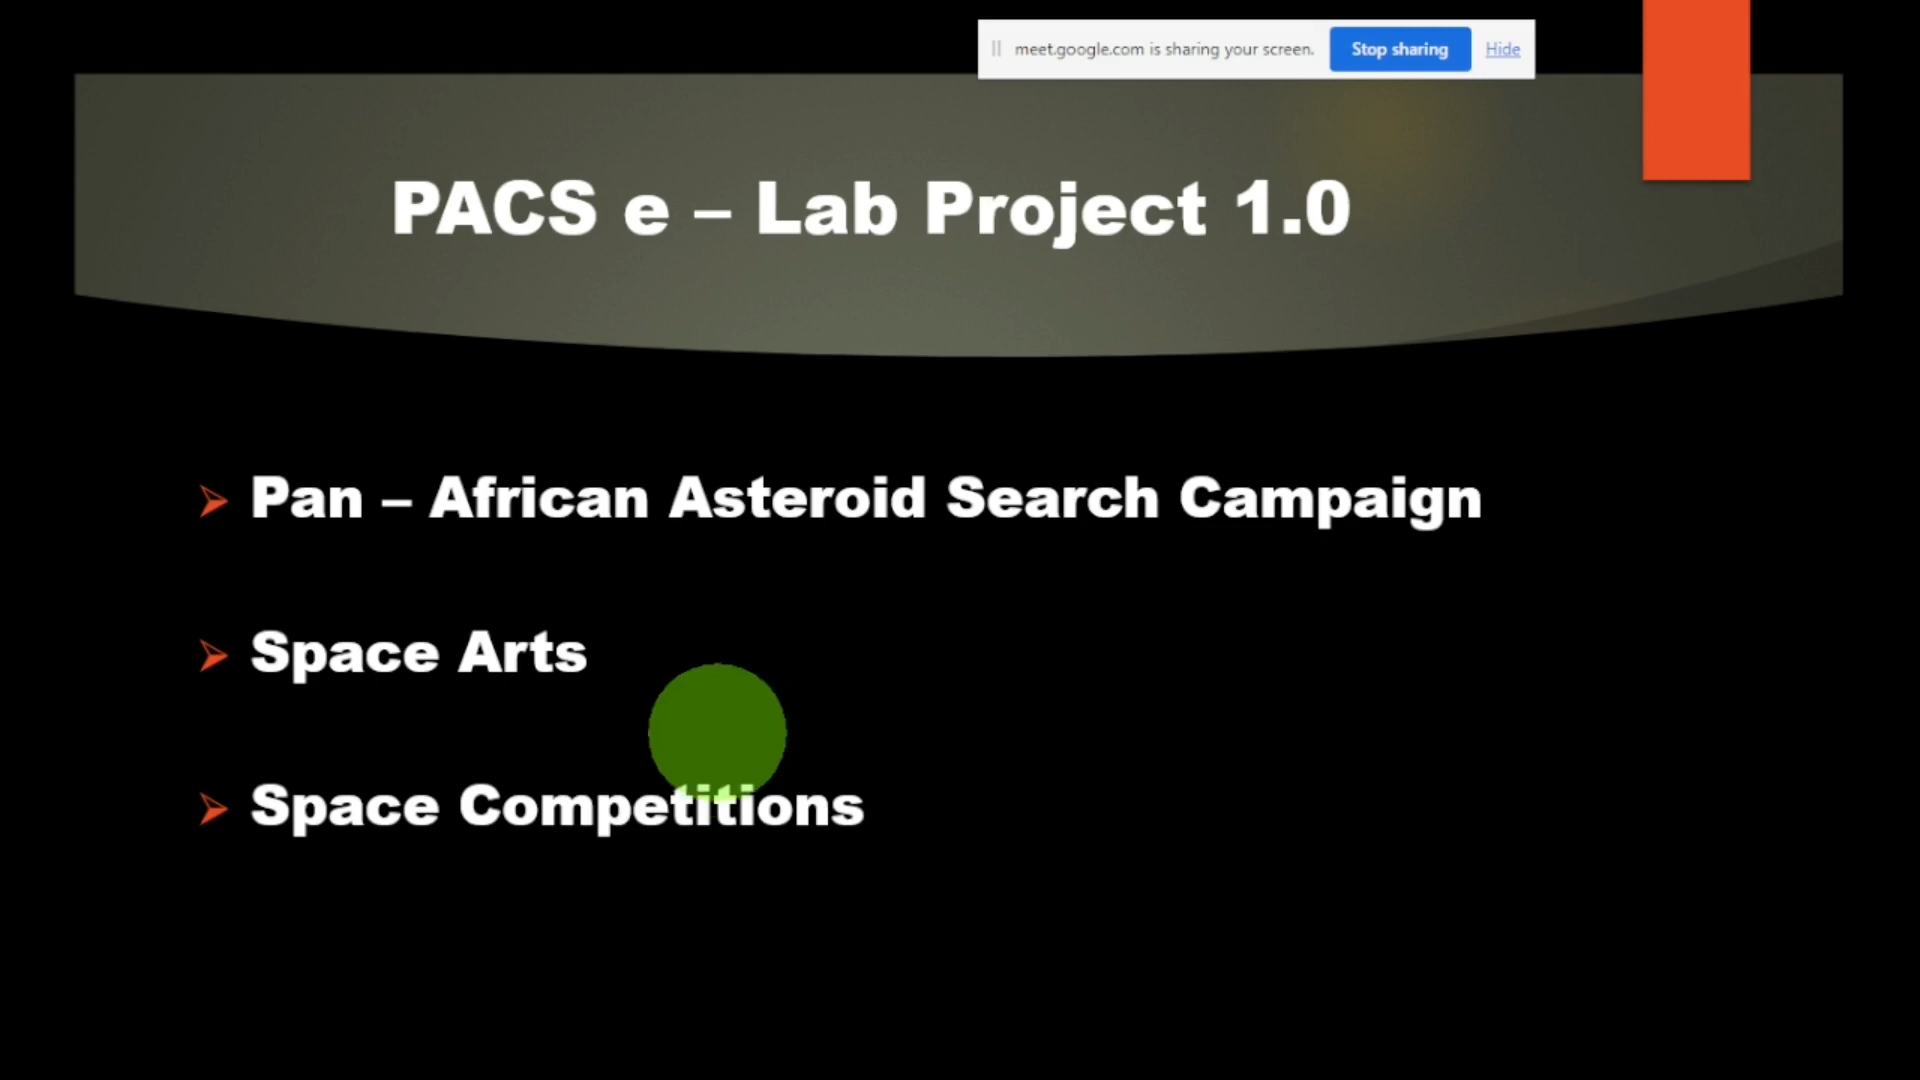 meet.google.com is sharing your screen. Stop sharing Hide
PACS e – Lab Project 1.0
Pan – African Asteroid Search Campaign
Space Arts
Space Competitions